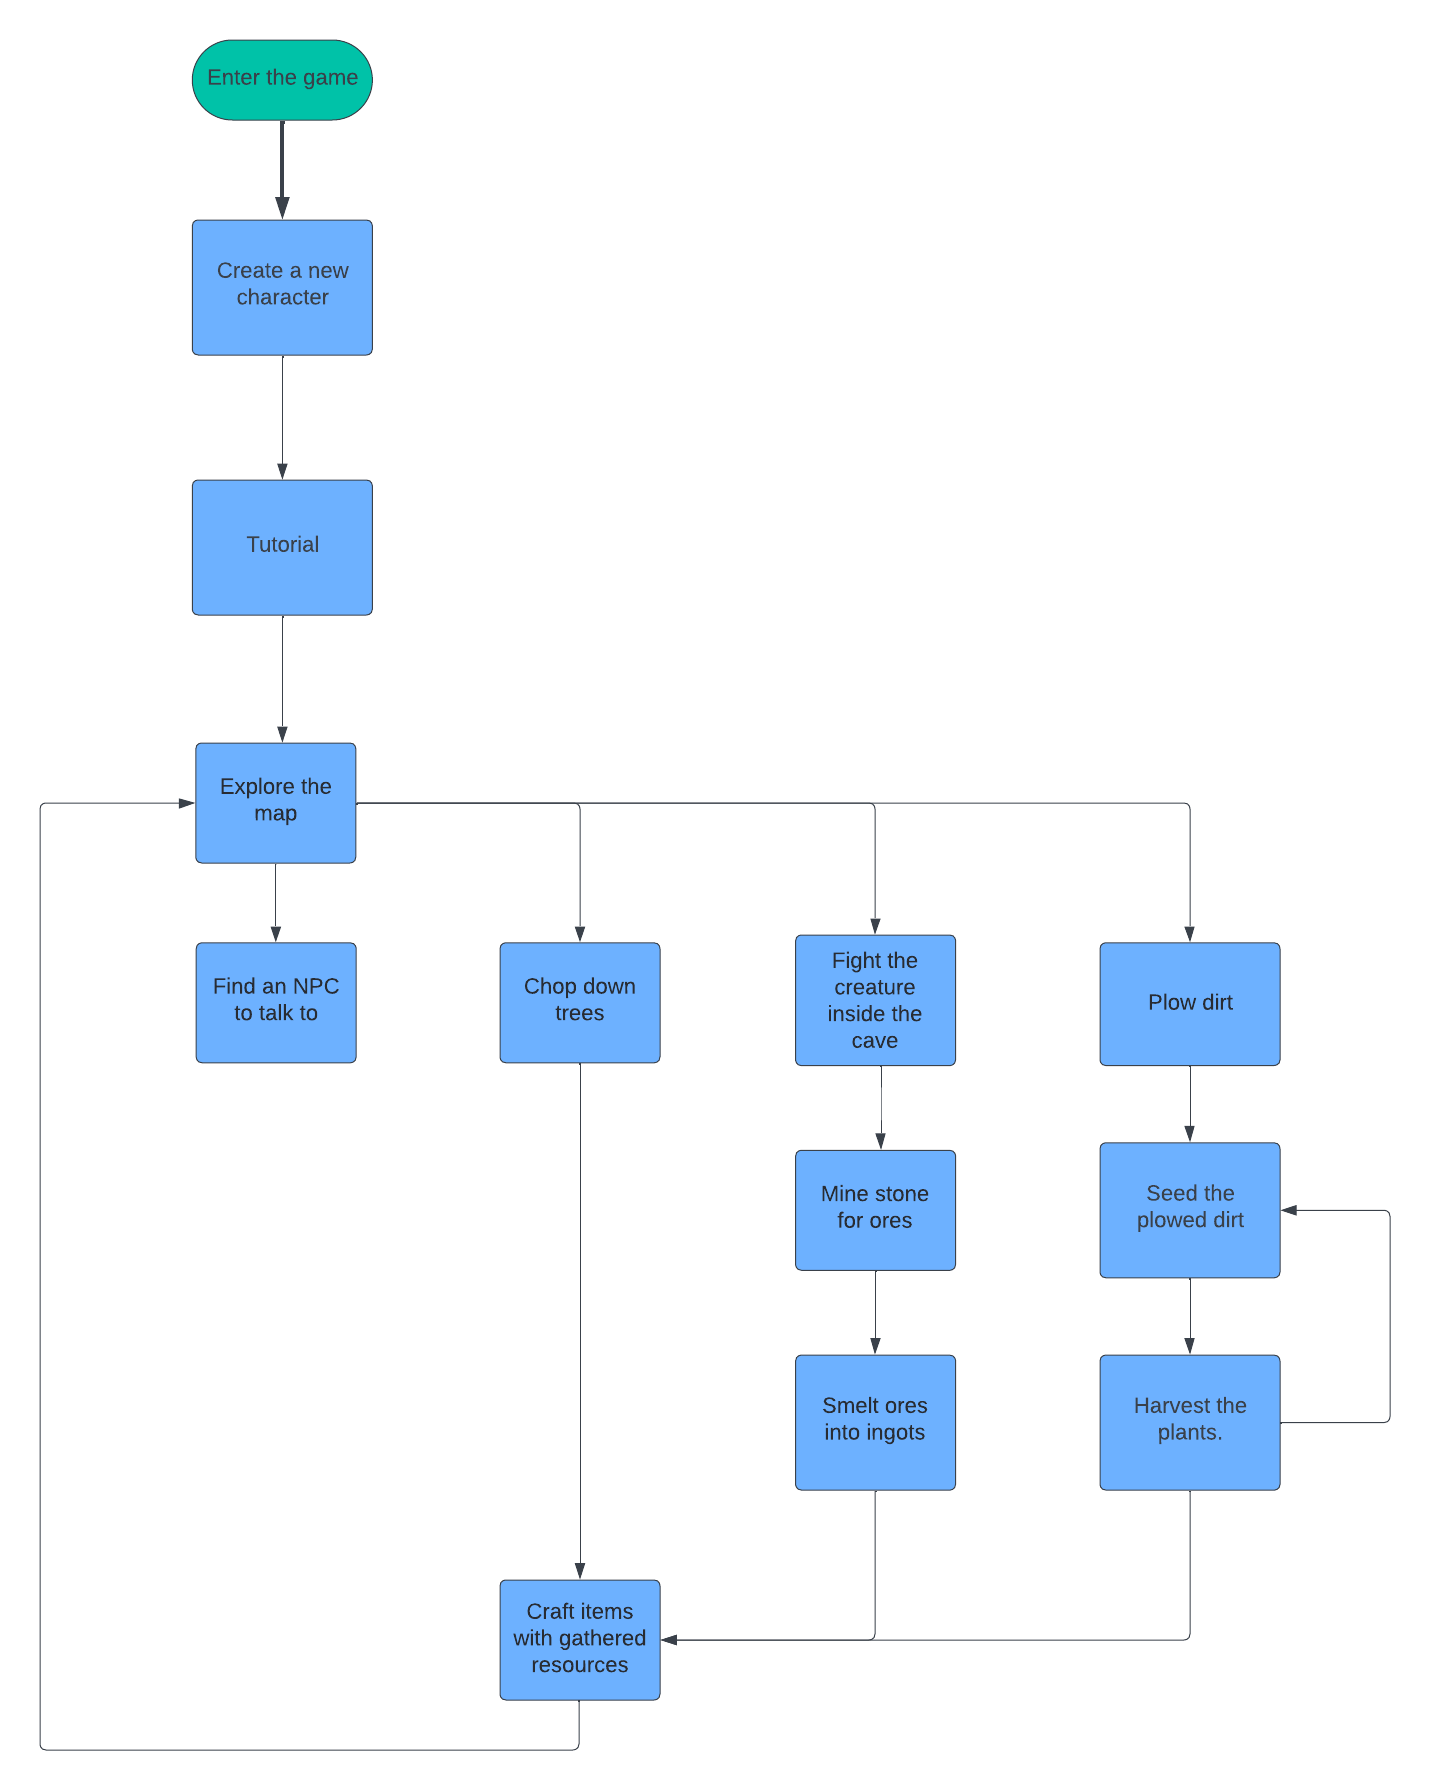 Enter the game
Create a new
character
Tutorial
Explore the
map
Find an NPC
to talk to
Chop down
trees
Fight the
creature
inside the
cave
Plow dirt
Mine stone
for ores
Seed the
plowed dirt
Smelt ores
into ingots
Harvest the
plants.
Craft items
with gathered
resources